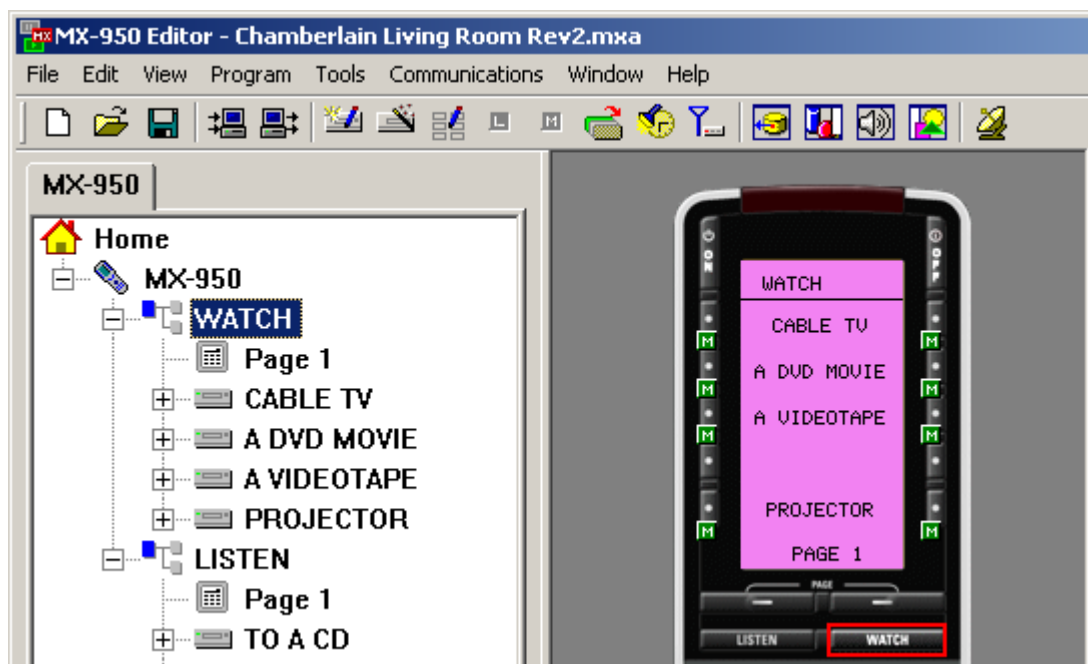 MX MX-950 Editor - Chamberlain Living Room Rev2.mxa
File Edit View Program Tools Communications Window Help
L M
MX-950
Home
MX-950
WATCH
Page 1
CABLE TV
A DVD MOVIE
A VIDEOTAPE
PROJECTOR
LISTEN
Page 1
TO A CD
ON
OFF
WATCH
CABLE TV
M M
A DVD MOVIE
M M
A VIDEOTAPE
M M
PROJECTOR
M M
PAGE 1
PAGE
LISTEN WATCH